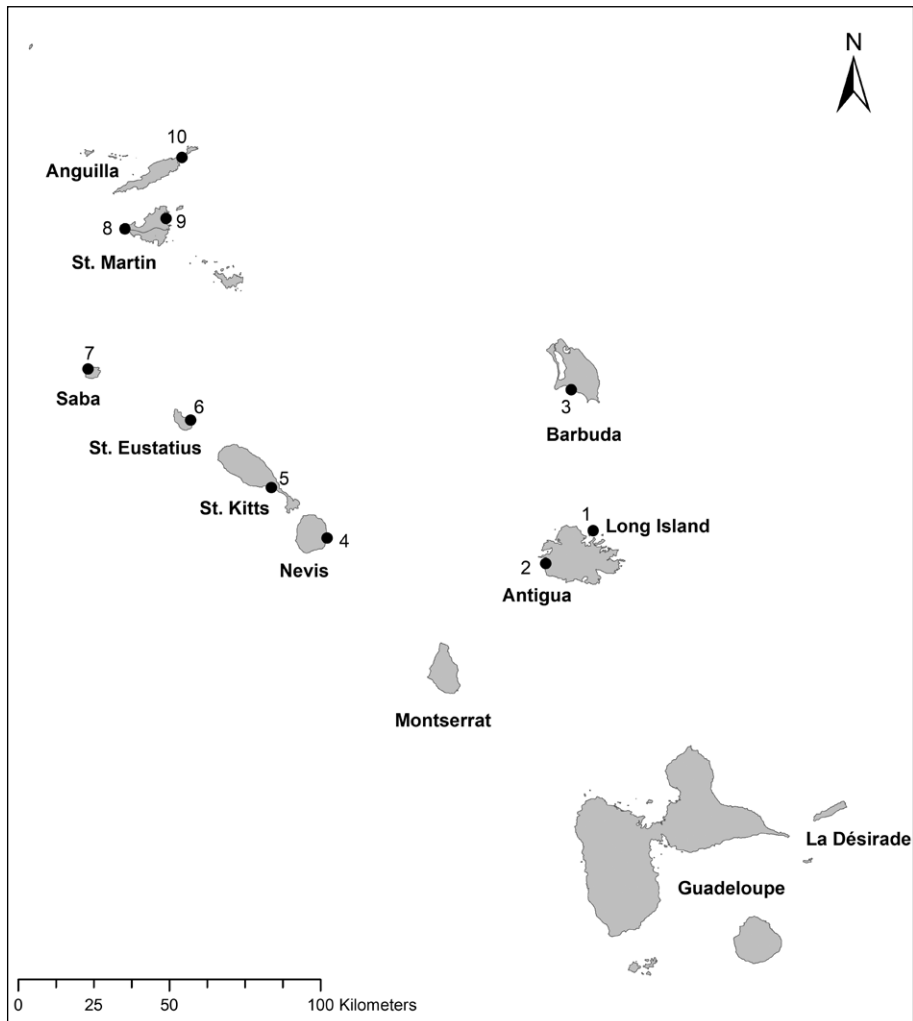 N
10
Anguilla
8
9
St. Martin
7
Saba
6
St. Eustatius
3
Barbuda
5
St. Kitts
1
Long Island
4
2
Nevis
Antigua
Montserrat
La Désirade
Guadeloupe
0 25 50 100 Kilometers